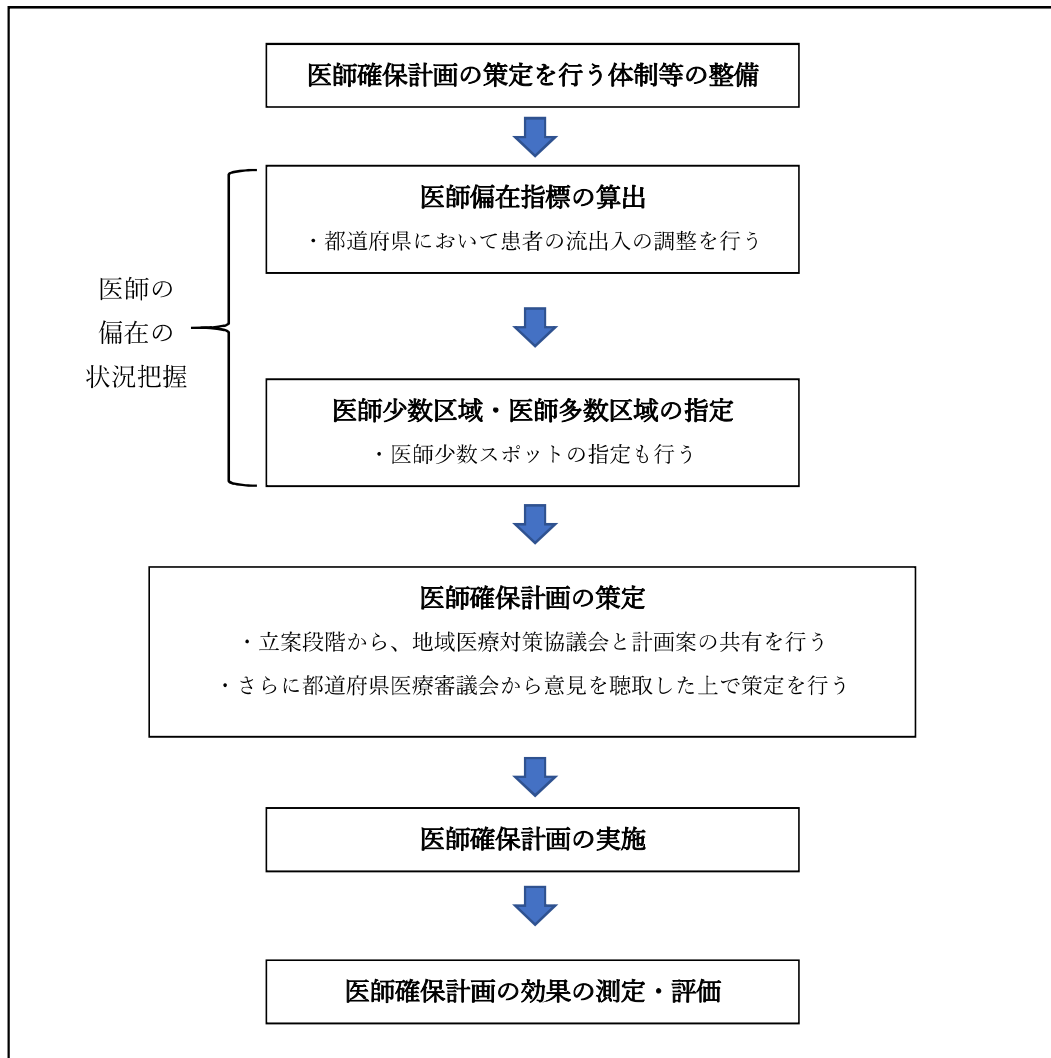 医師確保計画の策定を行う体制等の整備
医師偏在指標の算出
・都道府県において患者の流出入の調整を行う
医師の
偏在の
状況把握
医師少数区域・医師多数区域の指定
・医師少数スポットの指定も行う
医師確保計画の策定
・立案段階から、地域医療対策協議会と計画案の共有を行う
・さらに都道府県医療審議会から意見を聴取した上で策定を行う
医師確保計画の実施
医師確保計画の効果の測定・評価